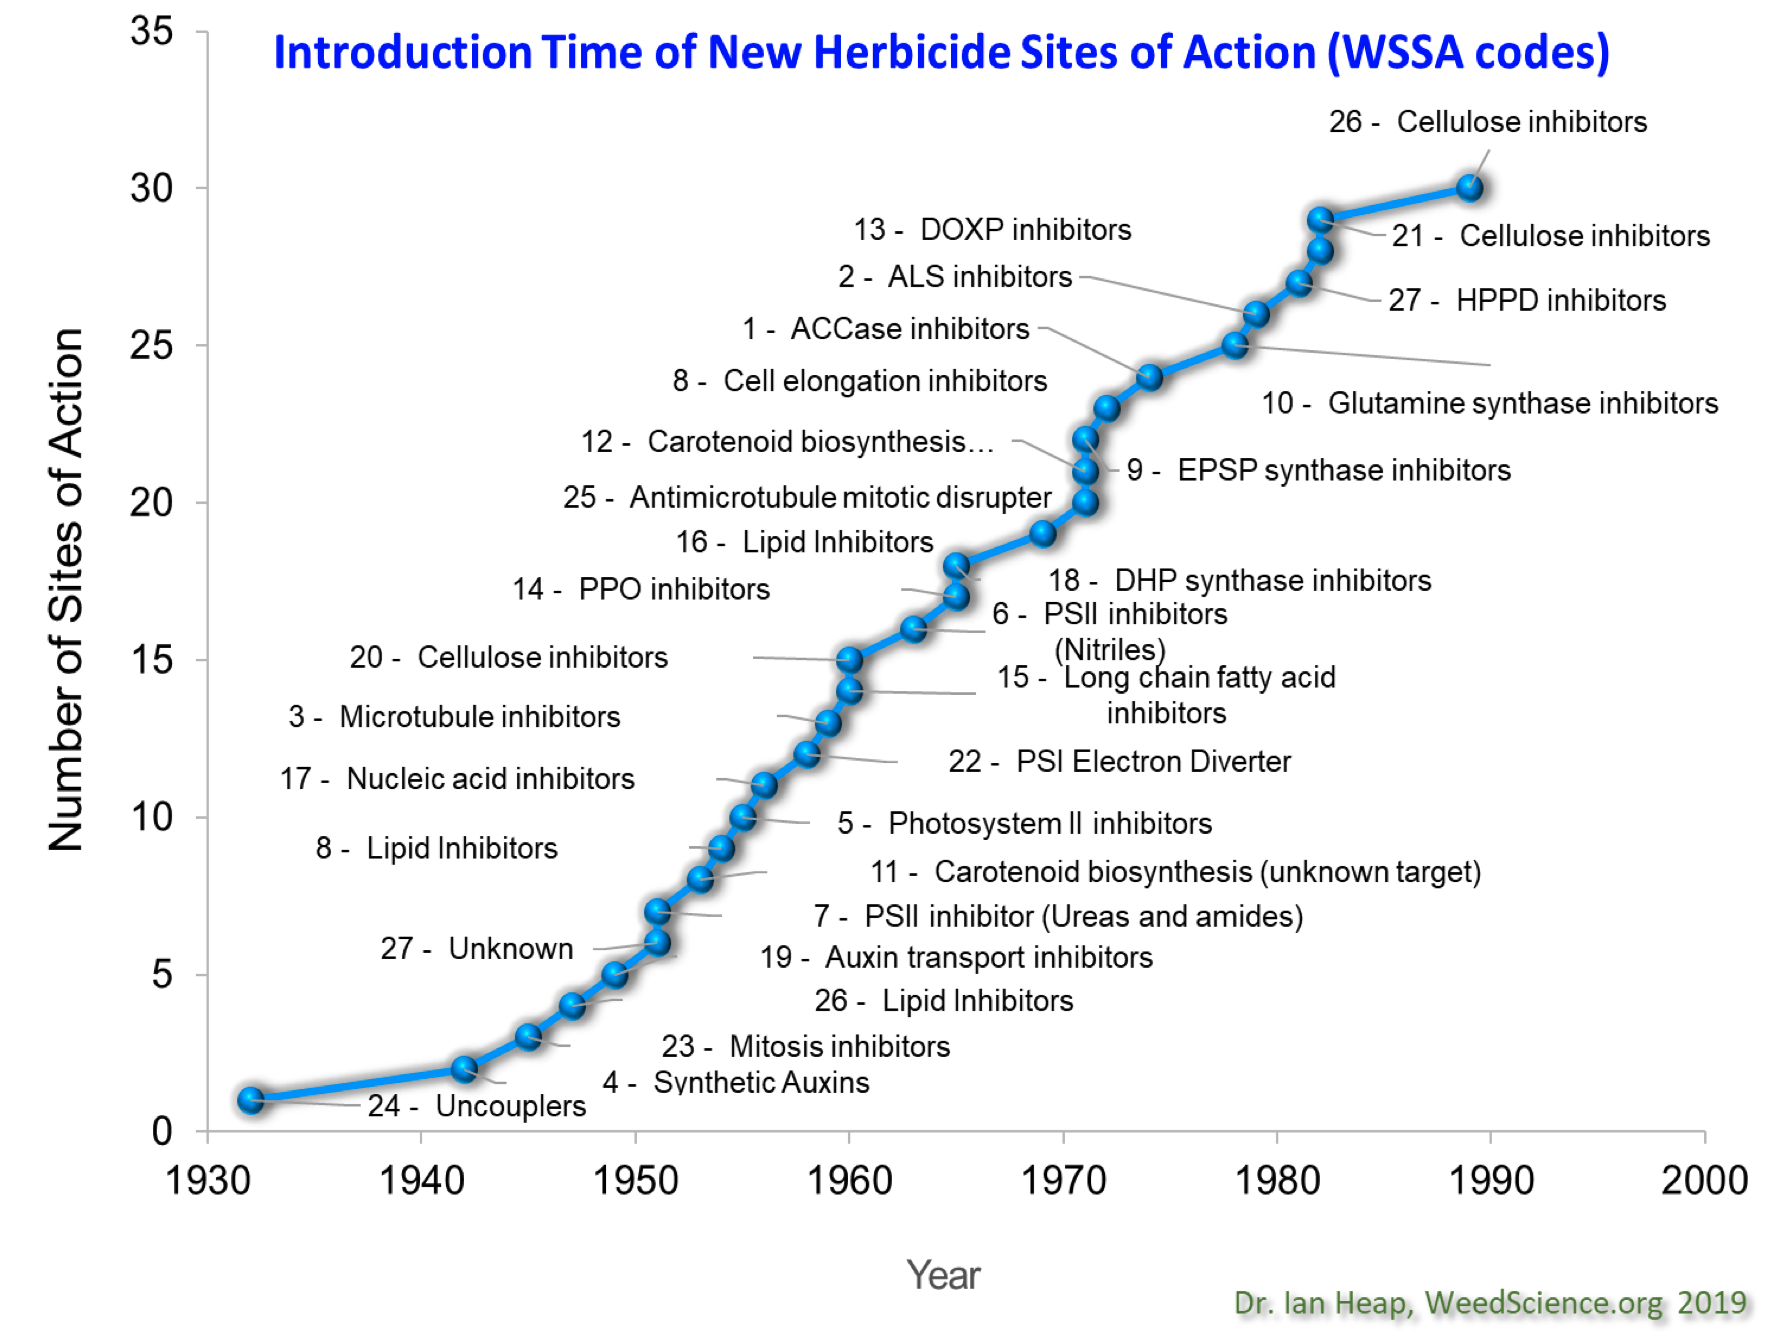 Introduction Time of New Herbicide Sites of Action (WSSA codes)
35
30
25
20
15
10
5
0
Number of Sites of Action
26 - Cellulose inhibitors
13 - DOXP inhibitors
21 - Cellulose inhibitors
2 - ALS inhibitors
27 - HPPD inhibitors
1 - ACCase inhibitors
8 - Cell elongation inhibitors
10 - Glutamine synthase inhibitors
12 - Carotenoid biosynthesis…
9 - EPSP synthase inhibitors
25 - Antimicrotubule mitotic disrupter
16 - Lipid Inhibitors
18 - DHP synthase inhibitors
14 - PPO inhibitors
6 - PSII inhibitors
(Nitriles)
20 - Cellulose inhibitors
15 - Long chain fatty acid
inhibitors
3 - Microtubule inhibitors
22 - PSI Electron Diverter
17 - Nucleic acid inhibitors
5 - Photosystem II inhibitors
8 - Lipid Inhibitors
11 - Carotenoid biosynthesis (unknown target)
7 - PSII inhibitor (Ureas and amides)
27 - Unknown
19 - Auxin transport inhibitors
26 - Lipid Inhibitors
23 - Mitosis inhibitors
4 - Synthetic Auxins
24 - Uncouplers
1930 1940 1950 1960 1970 1980 1990 2000
Year
Dr. Ian Heap, WeedScience.org 2019